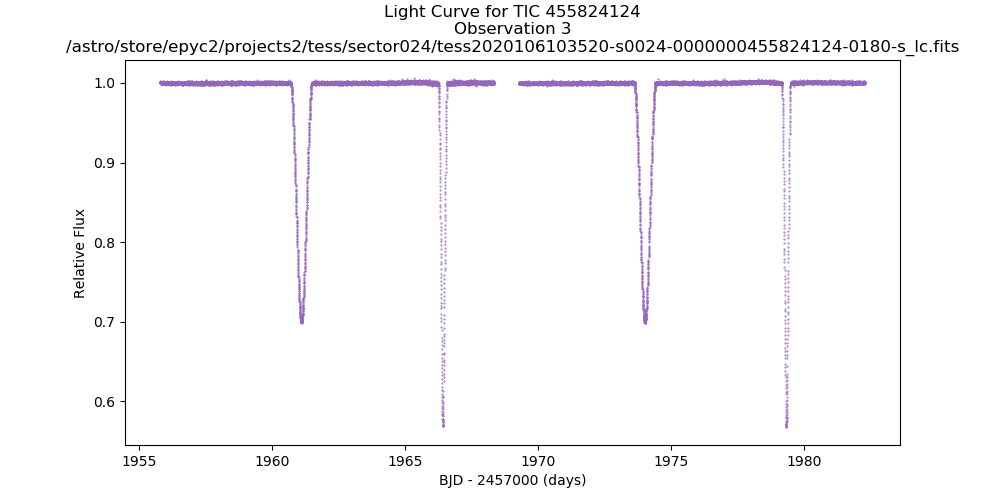 Light Curve for TIC 455824124
Observation 3
/astro/store/epyc2/projects2/tess/sector024/tess2020106103520-s0024-0000000455824124-0180-s_lc.fits
1.0
0.9
0.8
0.7
0.6
Relative Flux
1955
1960
1965
1970
1975
1980
BJD - 2457000 (days)